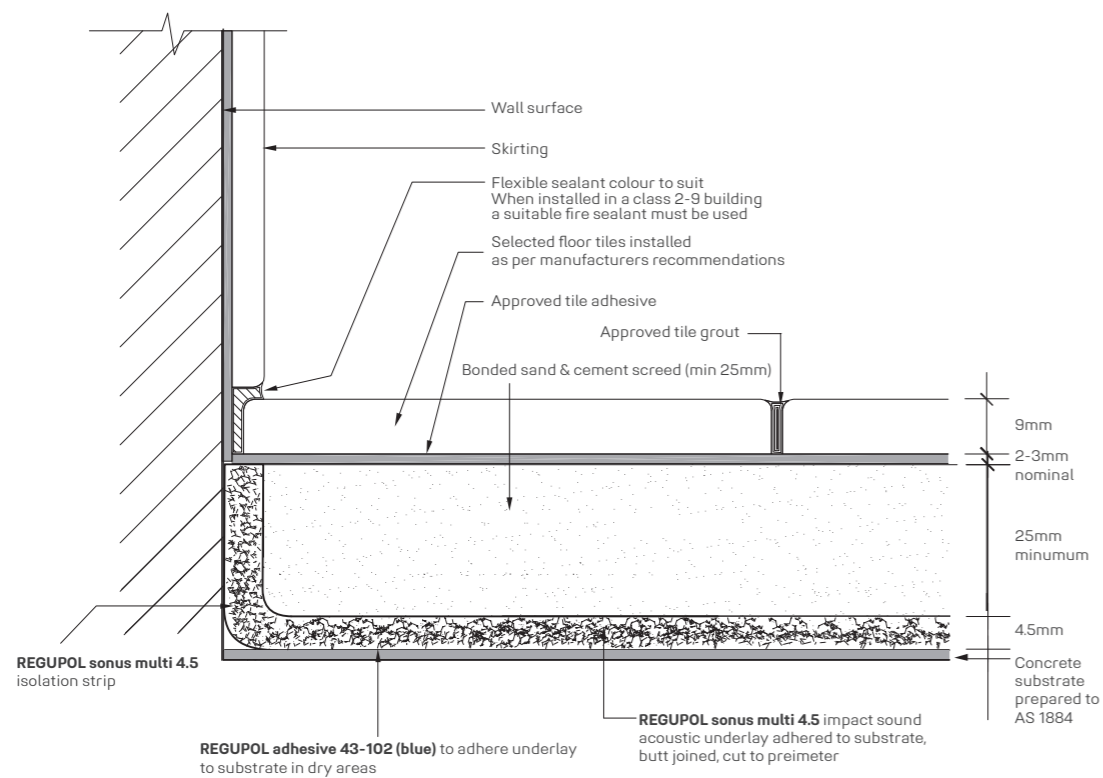 Wall surface
Skirting
Flexible sealant colour to suit
When installed in a class 2-9 building
a suitable fire sealant must be used
Selected floor tiles installed
as per manufacturers recommendations
Approved tile adhesive
Approved tile grout
Bonded sand & cement screed (min 25mm)
9mm
2-3mm
nominal
25mm
minumum
4.5mm
Concrete
substrate
prepared to
AS 1884
REGUPOL sonus multi 4.5
isolation strip
REGUPOL sonus multi 4.5 impact sound
acoustic underlay adhered to substrate,
butt joined, cut to preimeter
REGUPOL adhesive 43-102 (blue) to adhere underlay
to substrate in dry areas